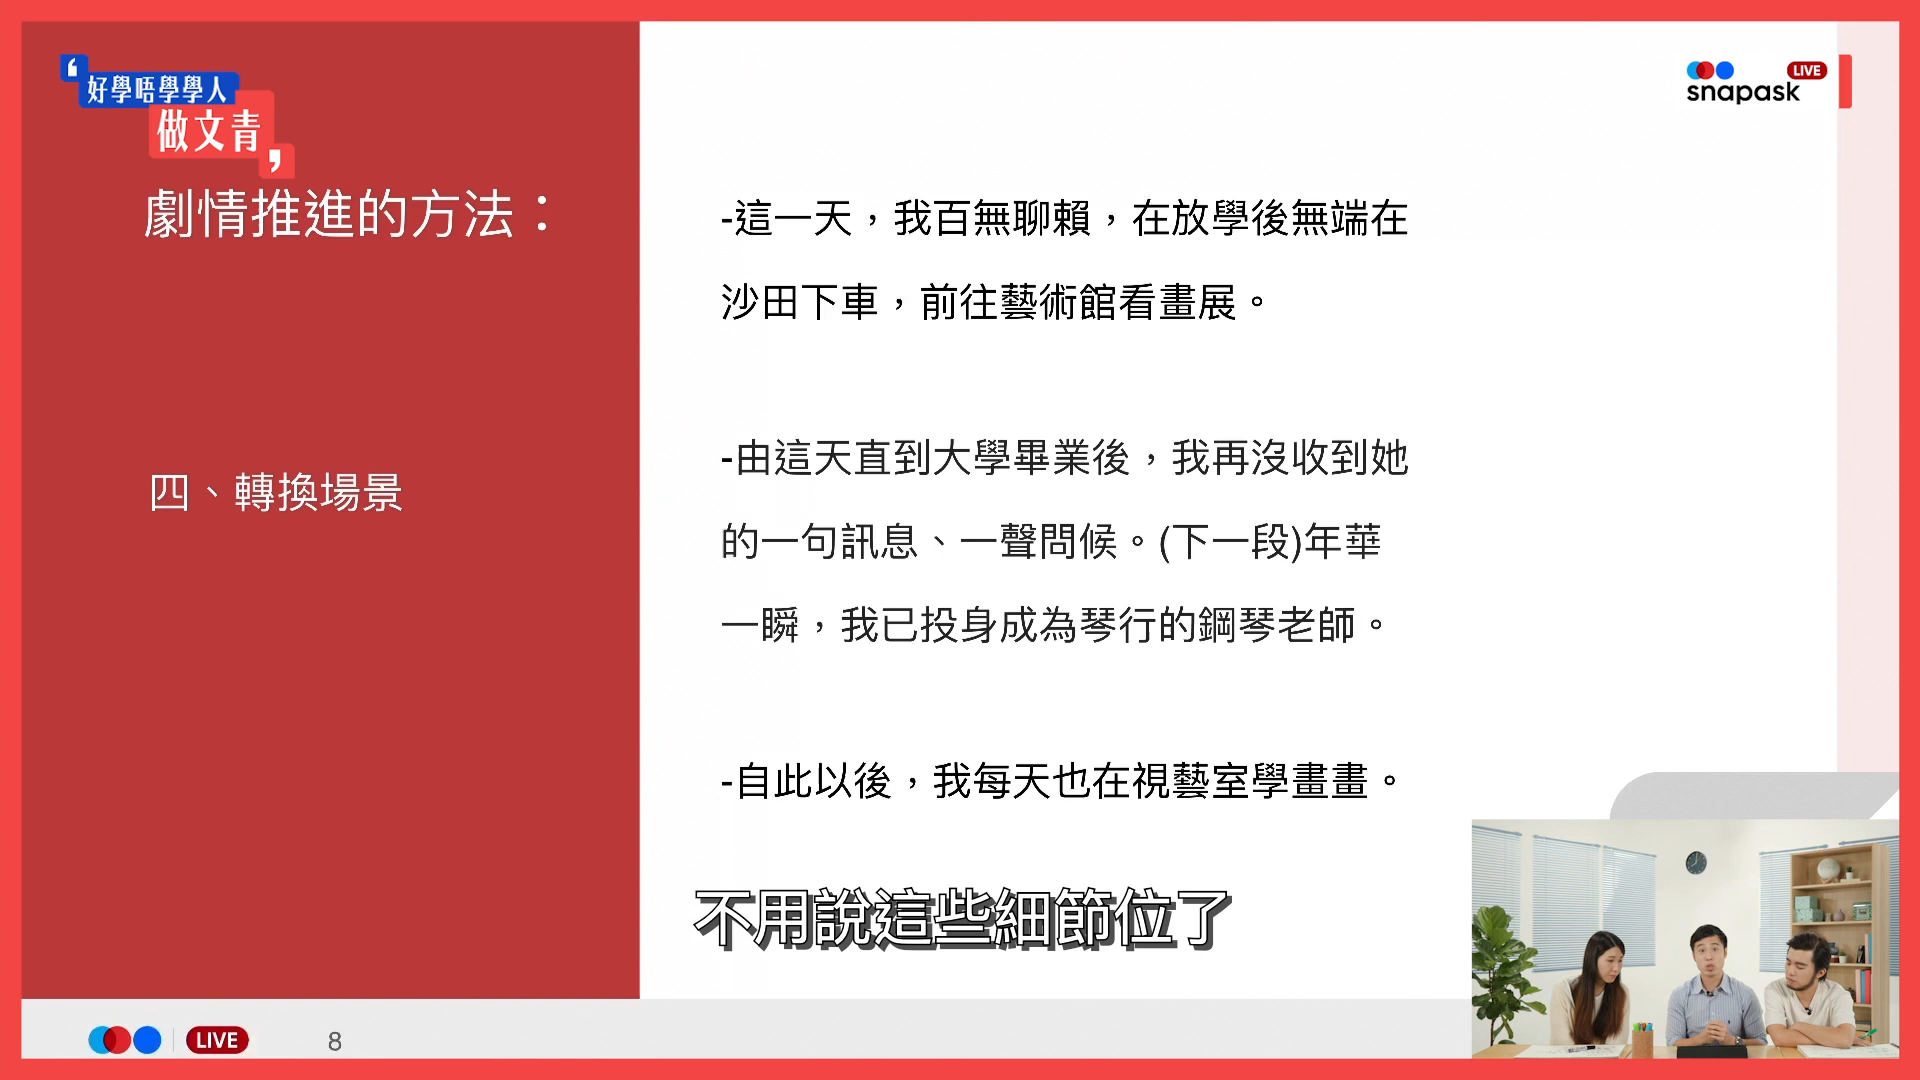 好學唔學學人
做文青
snapask LIVE
劇情推進的方法：
四、轉換場景
-這一天，我百無聊賴，在放學後無端在
沙田下車，前往藝術館看畫展。
-由這天直到大學畢業後，我再沒收到她
的一句訊息、一聲問候。(下一段)年華
一瞬，我已投身成為琴行的鋼琴老師。
-自此以後，我每天也在視藝室學畫畫。
不用說這些細節位了
LIVE
8